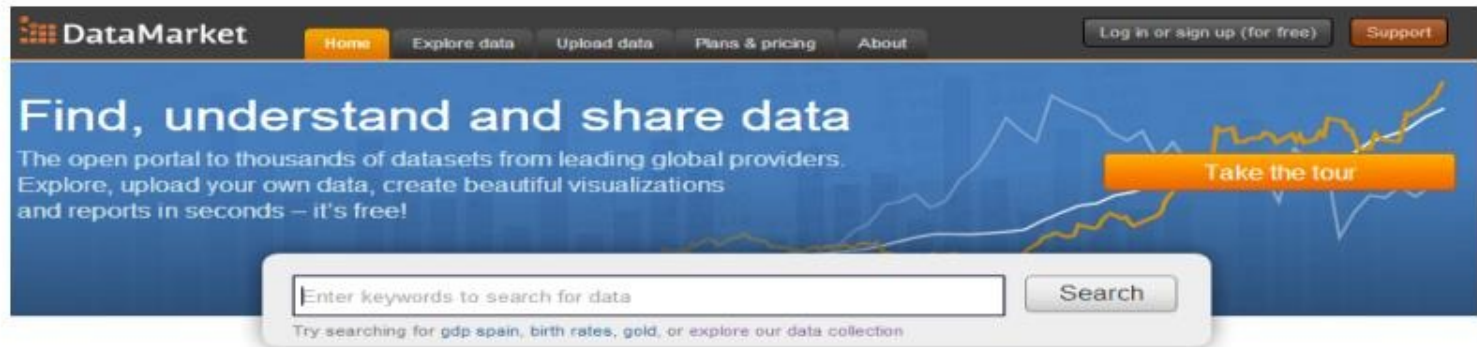 DataMarket Home Explore data Upload data Plans & pricing About Log in or sign up (for free) Support
Find, understand and share data
The open portal to thousands of datasets from leading global providers.
Explore, upload your own data, create beautiful visualizations
and reports in seconds – it's free!
Take the tour
Enter keywords to search for data Search
Try searching for gdp spain, birth rates, gold, or explore our data collection